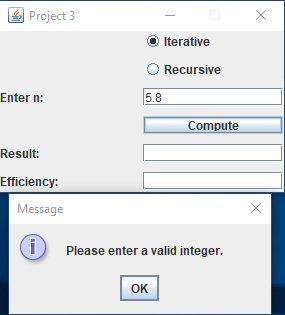 Project 3
Iterative
Recursive
Enter n: 5.8
Compute
Result:
Efficiency:
Message
Please enter a valid integer.
OK